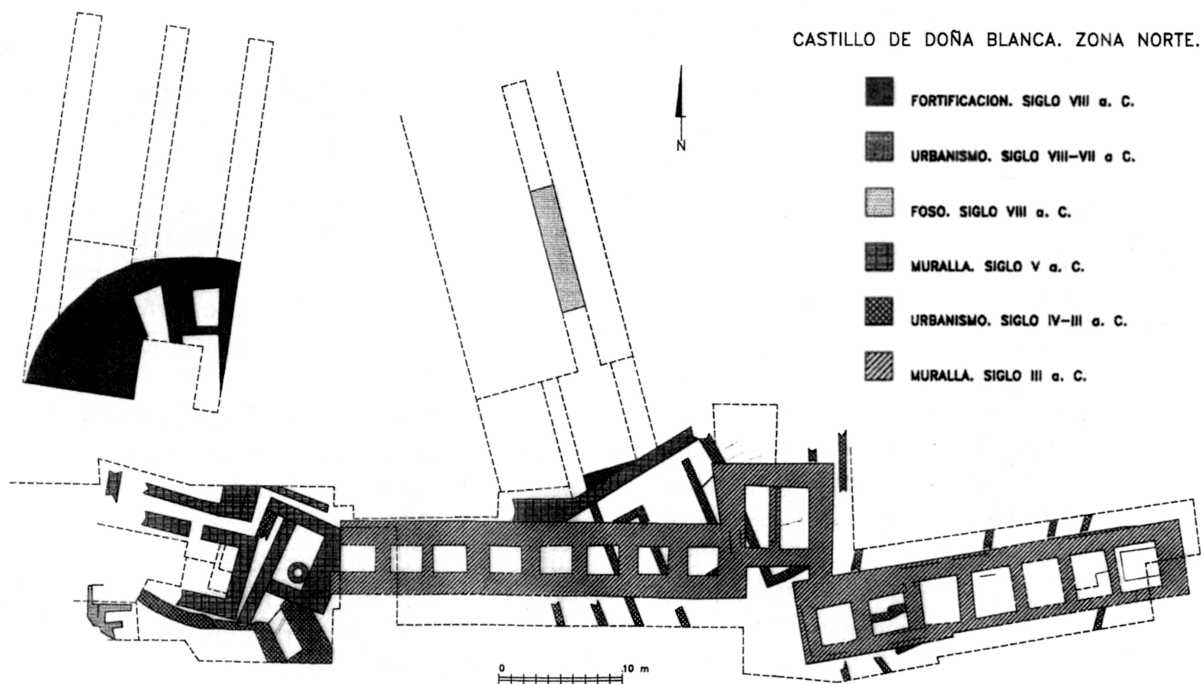 CASTILLO DE DOÑA BLANCA. ZONA NORTE.
FORTIFICACION. SIGLO VIII a. C.
URBANISMO. SIGLO VIII-VII a C.
FOSO. SIGLO VIII a. C.
MURALLA. SIGLO V a. C.
URBANISMO. SIGLO IV-III a. C.
MURALLA. SIGLO III a. C.
N
0 10 m